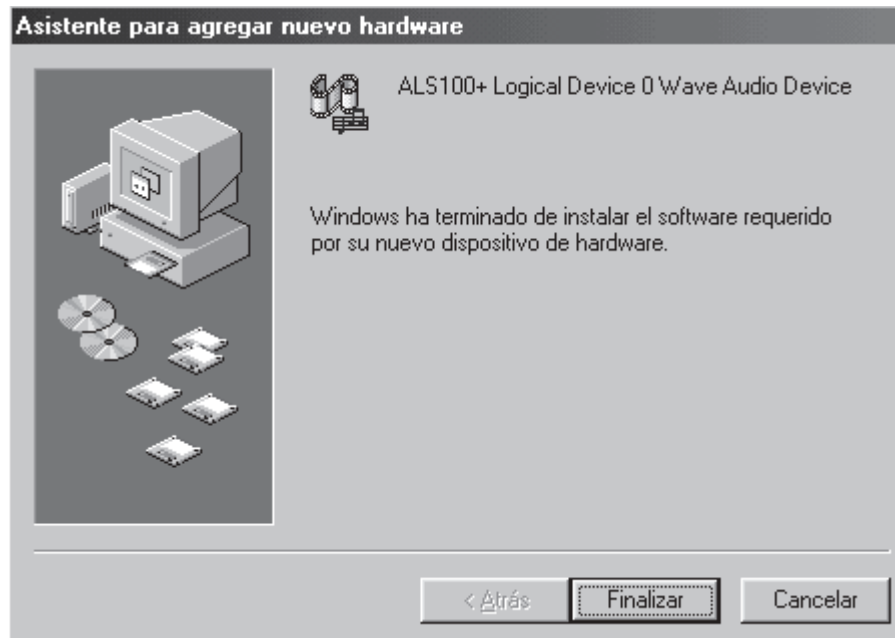 Asistente para agregar nuevo hardware
ALS100+ Logical Device 0 Wave Audio Device
Windows ha terminado de instalar el software requerido
por su nuevo dispositivo de hardware.
< Atrás
Finalizar
Cancelar